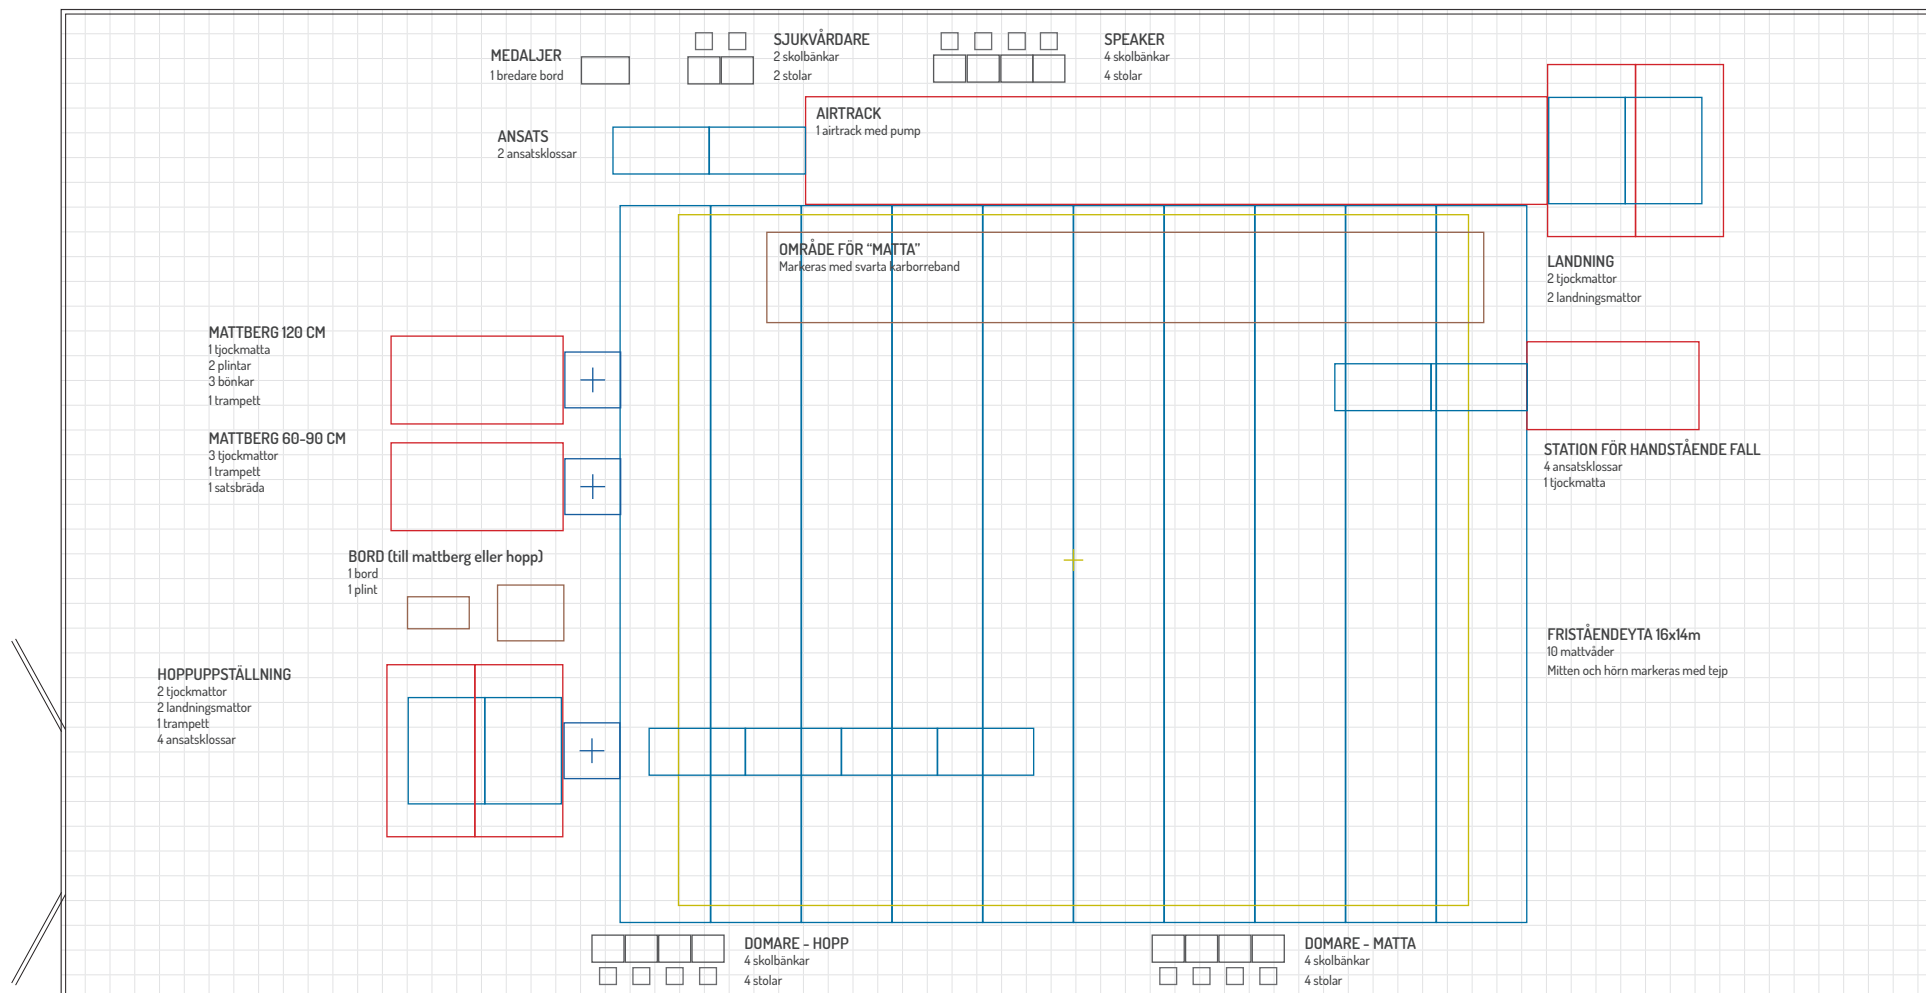 MEDALJER
1 bredare bord
SJUKVÅRDARE
2 skolbänkar
2 stolar
SPEAKER
4 skolbänkar
4 stolar
ANSATS
2 ansatsklossar
AIRTRACK
1 airtrack med pump
OMRÅDE FÖR “MATTA”
Markeras med svarta karborreband
LANDNING
2 tjockmattor
2 landningsmattor
MATTBERG 120 CM
1 tjockmatta
2 plintar
3 bönkar
1 trampett
MATTBERG 60-90 CM
3 tjockmattor
1 trampett
1 satsbräda
STATION FÖR HANDSTÅENDE FALL
4 ansatsklossar
1 tjockmatta
BORD (till mattberg eller hopp)
1 bord
1 plint
FRISTÅENDEYTA 16x14m
10 mattvåder
Mitten och hörn markeras med tejp
HOPPUPPSTÄLLNING
2 tjockmattor
2 landningsmattor
1 trampett
4 ansatsklossar
DOMARE - HOPP
4 skolbänkar
4 stolar
DOMARE - MATTA
4 skolbänkar
4 stolar